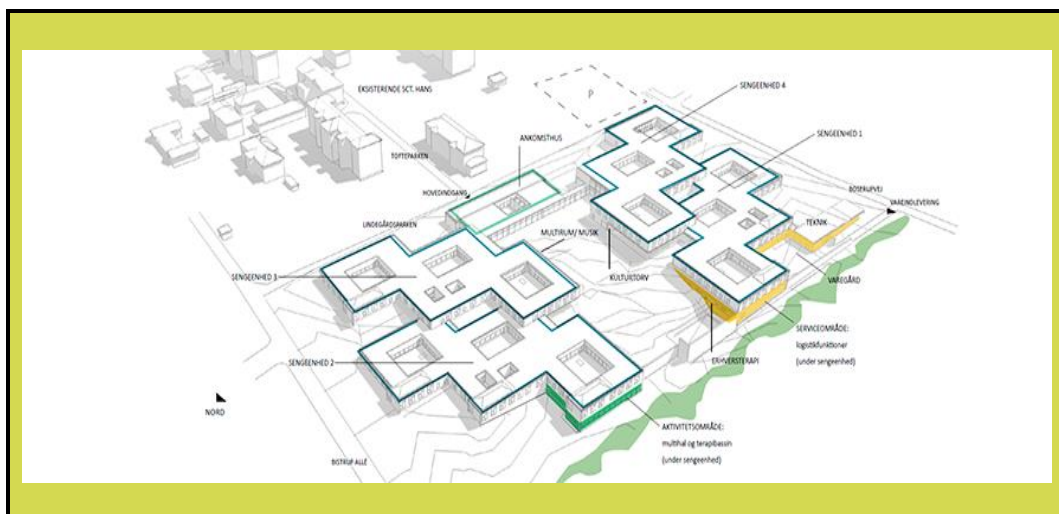 SENGEENHED 4
EKSISTERENDE SCT. HANS
P
SENGEENHED 1
ANKOMSTHUS
TOFTEPARKEN
HOVEDINDGANG
BOSERUPVEJ
VAREINDLEVERING
LINDEGÅRDSPARKEN
TEKNIK
MULTIRUM/ MUSIK
SENGEENHED 3
KULTURTORV
VAREGÅRD
SERVICEOMRÅDE:
logistikfunktioner
(under sengeenhed)
ERHVERSTERAPI
SENGEENHED 2
NORD
AKTIVITETSOMRÅDE:
multihal og terapibassin
(under sengeenhed)
BISTRUP ALLE